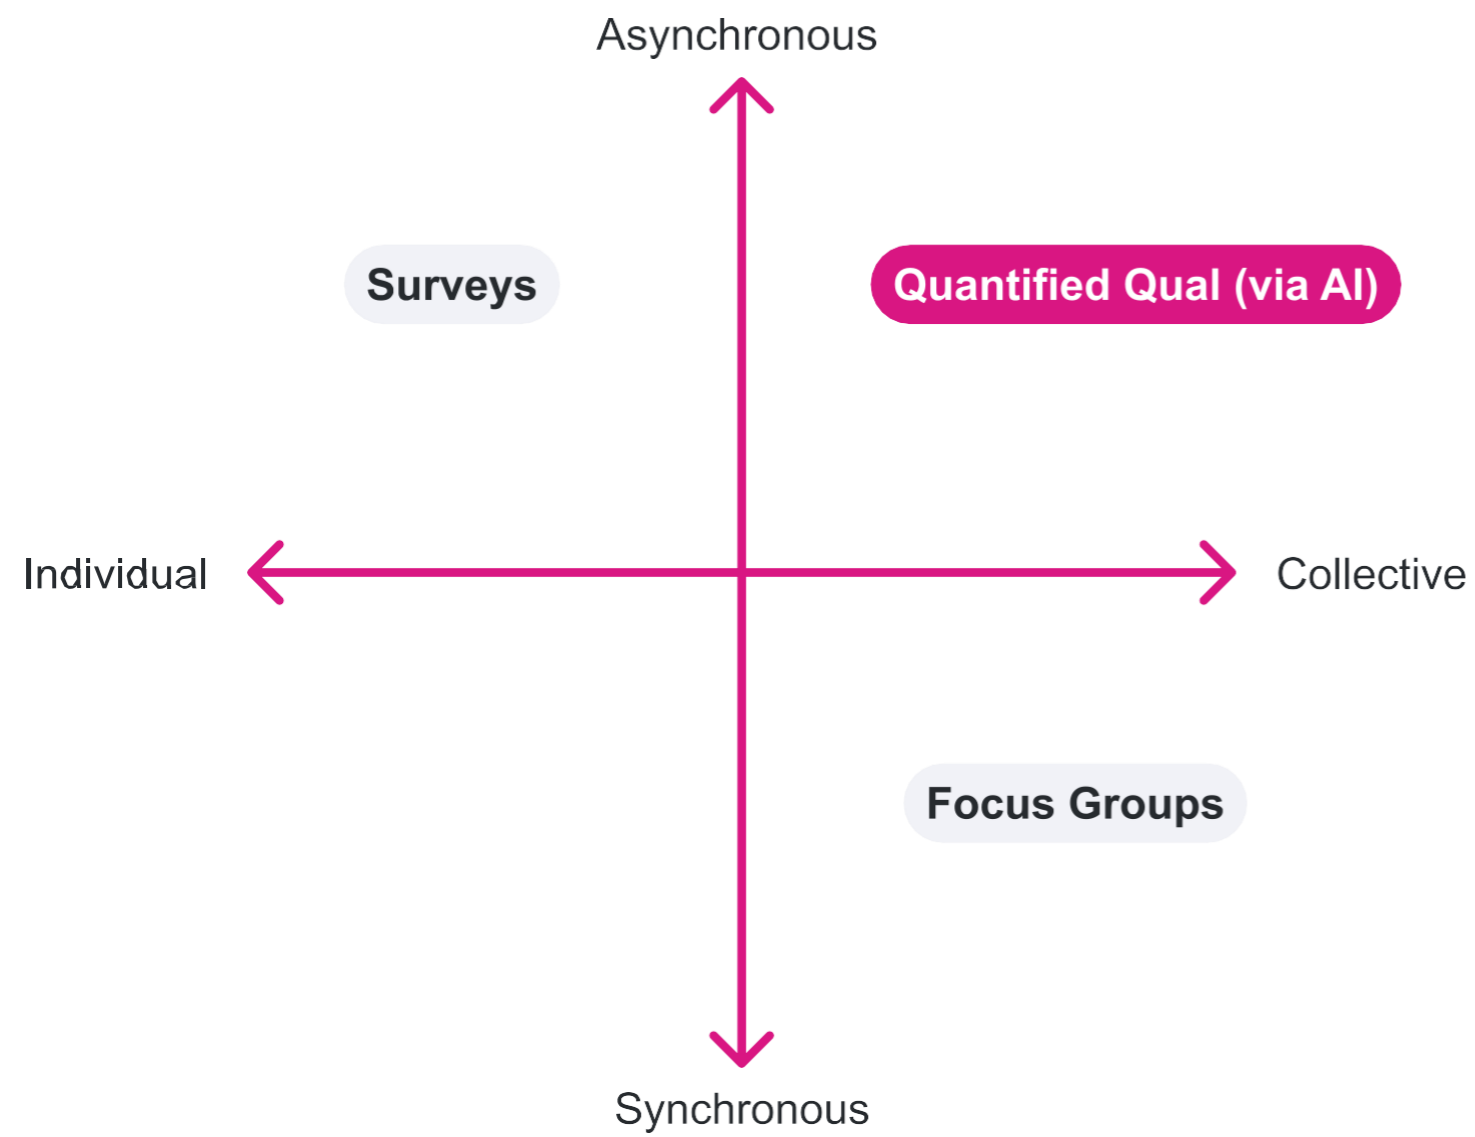 Asynchronous
Surveys
Quantified Qual (via AI)
Individual
Collective
Focus Groups
Synchronous